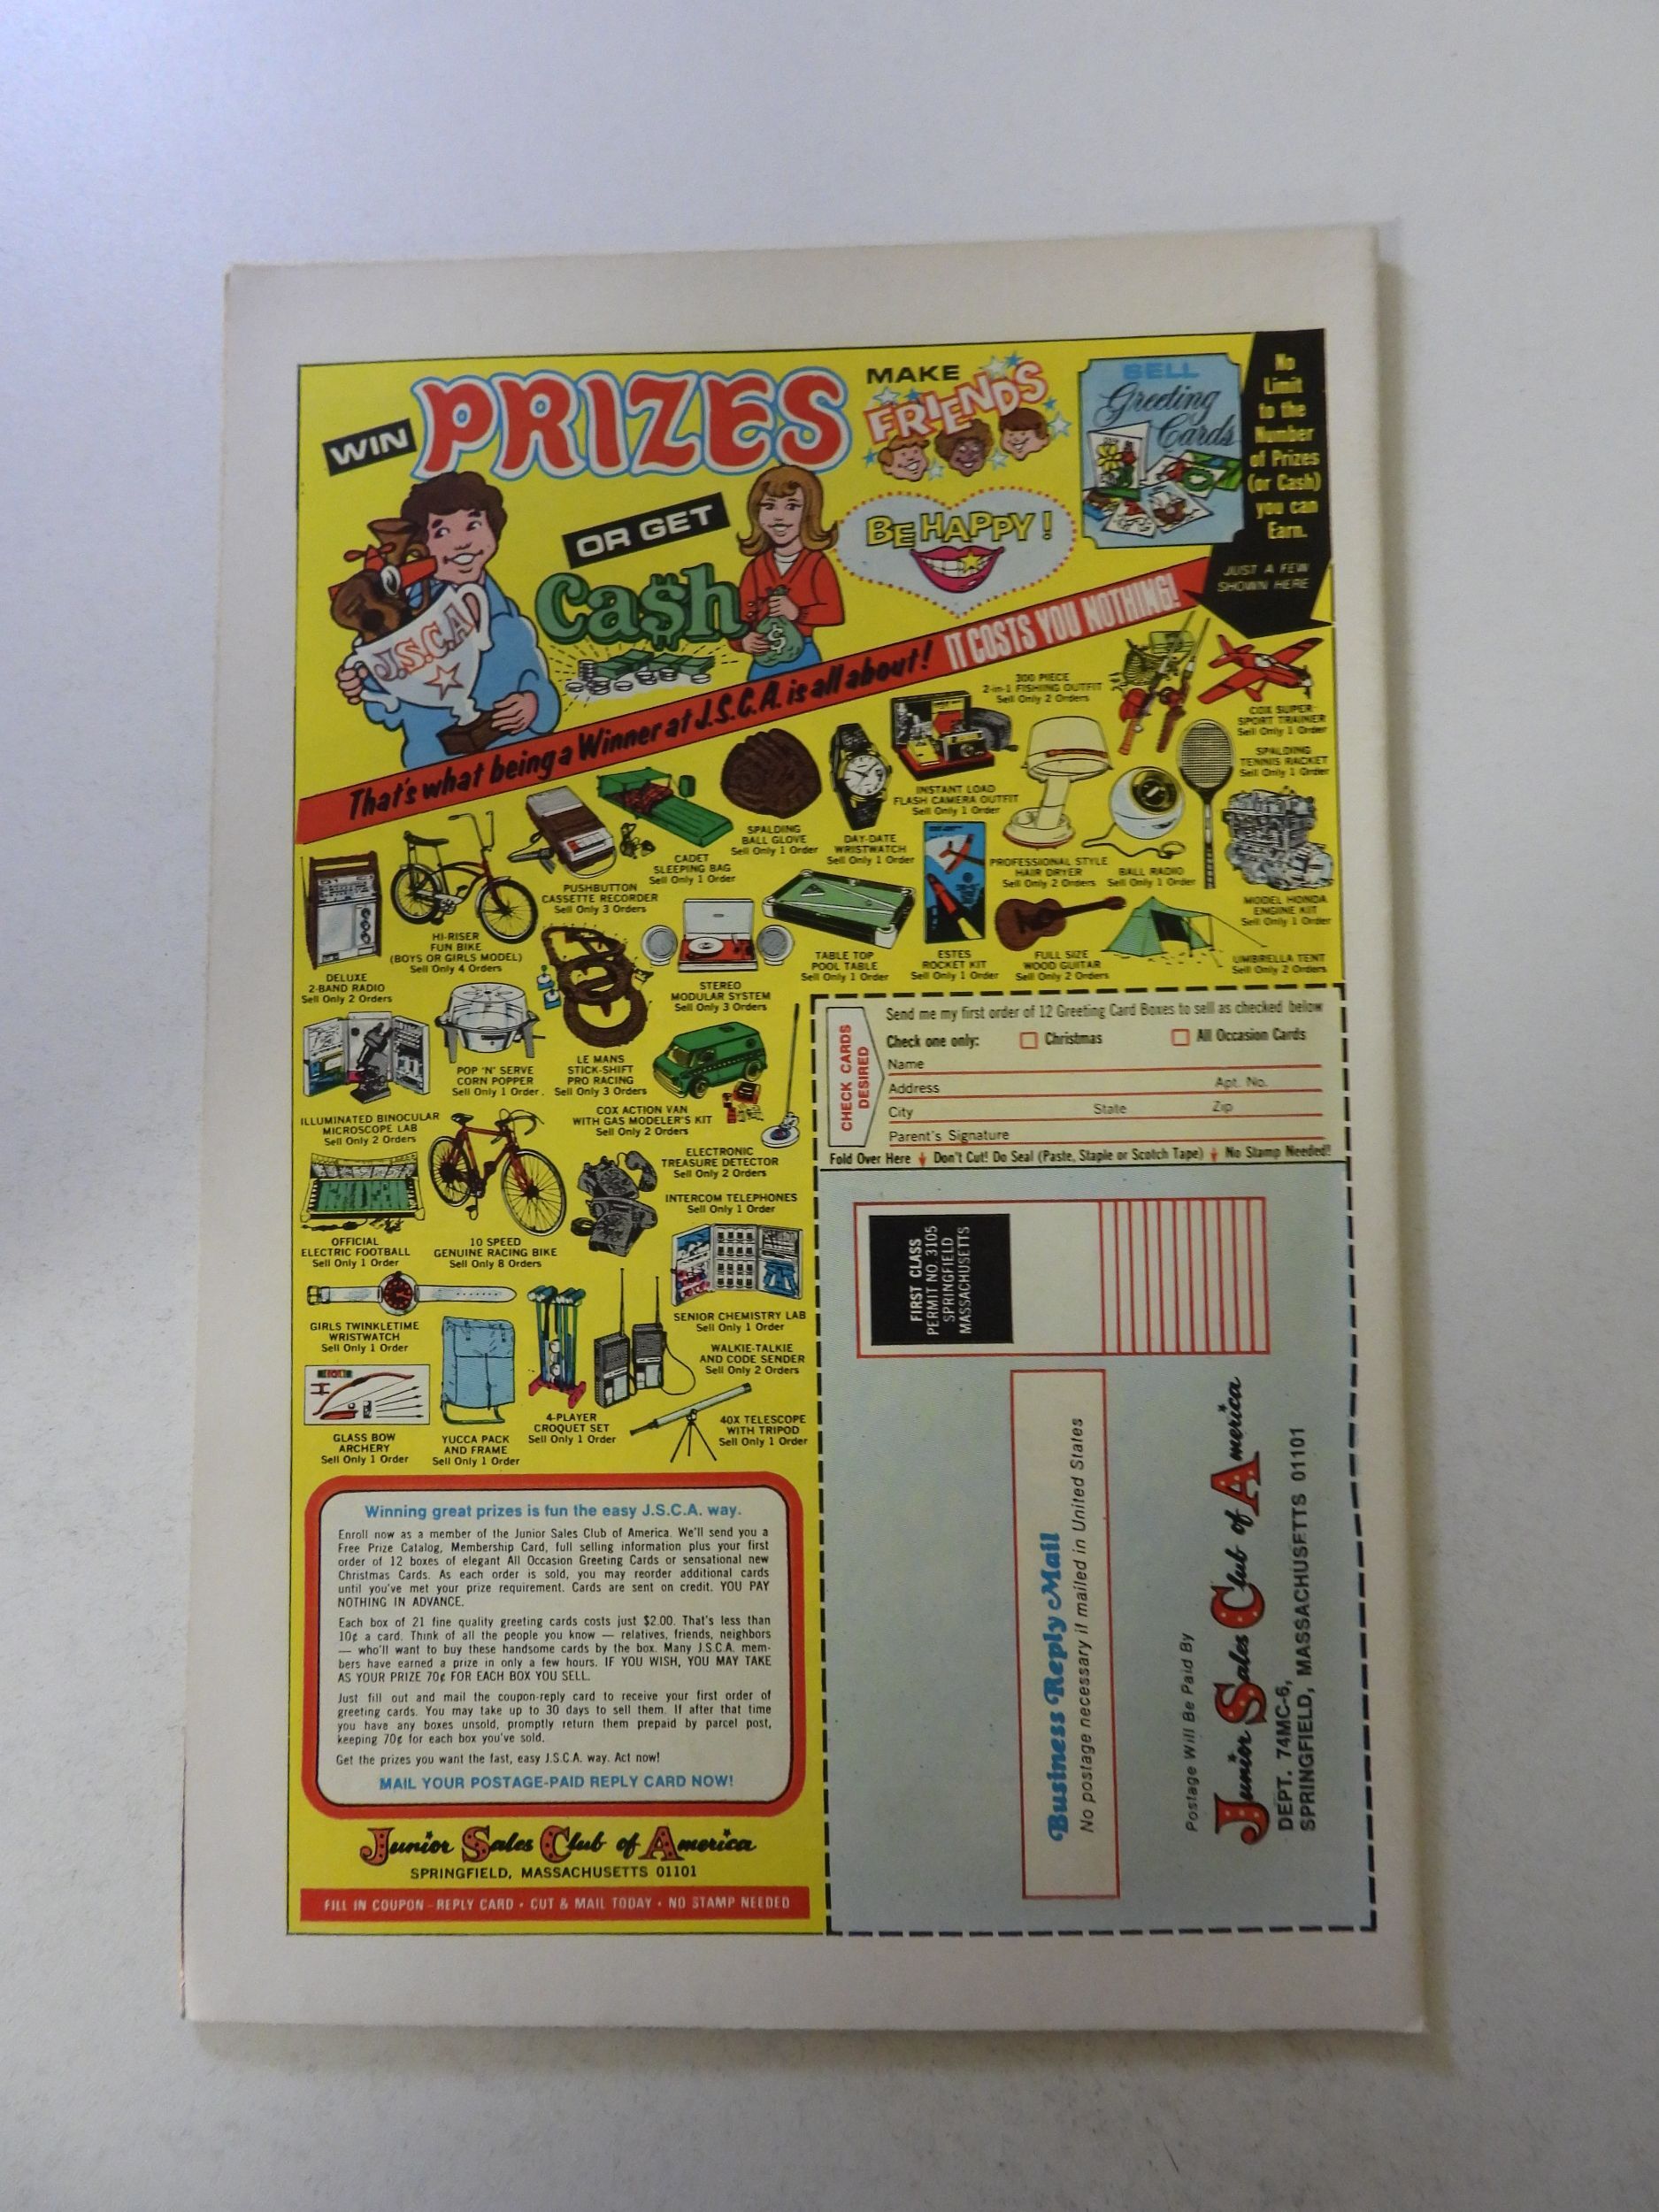 WIN PRIZES
OR GET
Ca$h
MAKE
FRIENDS
BE HAPPY!
SELL
Greeting
Cards
No
Limit
to the
Number
of Prizes
(or Cash)
you can
Earn.
JUST A FEW
SHOWN HERE
J.S.C.A.
$
That's what being a Winner at J.S.C.A. is all about! IT COSTS YOU NOTHING!
300 PIECE
2-in-1 FISHING OUTFIT
Sell Only 2 Orders
COX SUPER-
SPORT TRAINER
Sell Only 1 Order
SPALDING
TENNIS RACKET
Sell Only 1 Order
INSTANT LOAD
FLASH CAMERA OUTFIT
Sell Only 1 Order
SPALDING
BALL GLOVE
Sell Only 1 Order
DAY-DATE
WRISTWATCH
Sell Only 1 Order
CADET
SLEEPING BAG
Sell Only 1 Order
PROFESSIONAL STYLE
HAIR DRYER
Sell Only 2 Orders
BALL RADIO
Sell Only 1 Order
PUSHBUTTON
CASSETTE RECORDER
Sell Only 3 Orders
MODEL HONDA
ENGINE KIT
Sell Only 1 Order
HI-RISER
FUN BIKE
(BOYS OR GIRLS MODEL)
Sell Only 4 Orders
DELUXE
2-BAND RADIO
Sell Only 2 Orders
STEREO
MODULAR SYSTEM
Sell Only 3 Orders
TABLE TOP
POOL TABLE
Sell Only 1 Order
ESTES
ROCKET KIT
Sell Only 1 Order
FULL SIZE
WOOD GUITAR
Sell Only 2 Orders
UMBRELLA TENT
Sell Only 2 Orders
POP 'N' SERVE
CORN POPPER
Sell Only 1 Order
LE MANS
STICK-SHIFT
PRO RACING
Sell Only 3 Orders
ILLUMINATED BINOCULAR
MICROSCOPE LAB
Sell Only 2 Orders
COX ACTION VAN
WITH GAS MODELER'S KIT
Sell Only 2 Orders
ELECTRONIC
TREASURE DETECTOR
Sell Only 2 Orders
INTERCOM TELEPHONES
Sell Only 1 Order
OFFICIAL
ELECTRIC FOOTBALL
Sell Only 1 Order
10 SPEED
GENUINE RACING BIKE
Sell Only 8 Orders
SENIOR CHEMISTRY LAB
Sell Only 1 Order
GIRLS TWINKLETIME
WRISTWATCH
Sell Only 1 Order
WALKIE-TALKIE
AND CODE SENDER
Sell Only 2 Orders
GLASS BOW
ARCHERY
Sell Only 1 Order
YUCCA PACK
AND FRAME
Sell Only 1 Order
4-PLAYER
CROQUET SET
Sell Only 1 Order
40X TELESCOPE
WITH TRIPOD
Sell Only 1 Order
Winning great prizes is fun the easy J.S.C.A. way.
Enroll now as a member of the Junior Sales Club of America. We'll send you a
Free Prize Catalog, Membership Card, full selling information plus your first
order of 12 boxes of elegant All Occasion Greeting Cards or sensational new
Christmas Cards. As each order is sold, you may reorder additional cards
until you've met your prize requirement. Cards are sent on credit. YOU PAY
NOTHING IN ADVANCE.
Each box of 21 fine quality greeting cards costs just $2.00. That's less than
10¢ a card. Think of all the people you know — relatives, friends, neighbors
— who'll want to buy these handsome cards by the box. Many J.S.C.A. mem-
bers have earned a prize in only a few hours. IF YOU WISH, YOU MAY TAKE
AS YOUR PRIZE 70¢ FOR EACH BOX YOU SELL.
Just fill out and mail the coupon-reply card to receive your first order of
greeting cards. You may take up to 30 days to sell them. If after that time
you have any boxes unsold, promptly return them prepaid by parcel post,
keeping 70¢ for each box you've sold.
Get the prizes you want the fast, easy J.S.C.A. way. Act now!
MAIL YOUR POSTAGE-PAID REPLY CARD NOW!
Junior Sales Club of America
SPRINGFIELD, MASSACHUSETTS 01101
FILL IN COUPON - REPLY CARD • CUT & MAIL TODAY • NO STAMP NEEDED
CHECK CARDS
DESIRED
Send me my first order of 12 Greeting Card Boxes to sell as checked below
Check one only: Christmas All Occasion Cards
Name
Address Apt. No.
City State Zip
Parent's Signature
Fold Over Here Don't Cut! Do Seal (Paste, Staple or Scotch Tape) No Stamp Needed!
FIRST CLASS
PERMIT NO. 3105
SPRINGFIELD
MASSACHUSETTS
Business Reply Mail
No postage necessary if mailed in United States
Postage Will Be Paid By
Junior Sales Club of America
DEPT. 74MC-6,
SPRINGFIELD, MASSACHUSETTS 01101